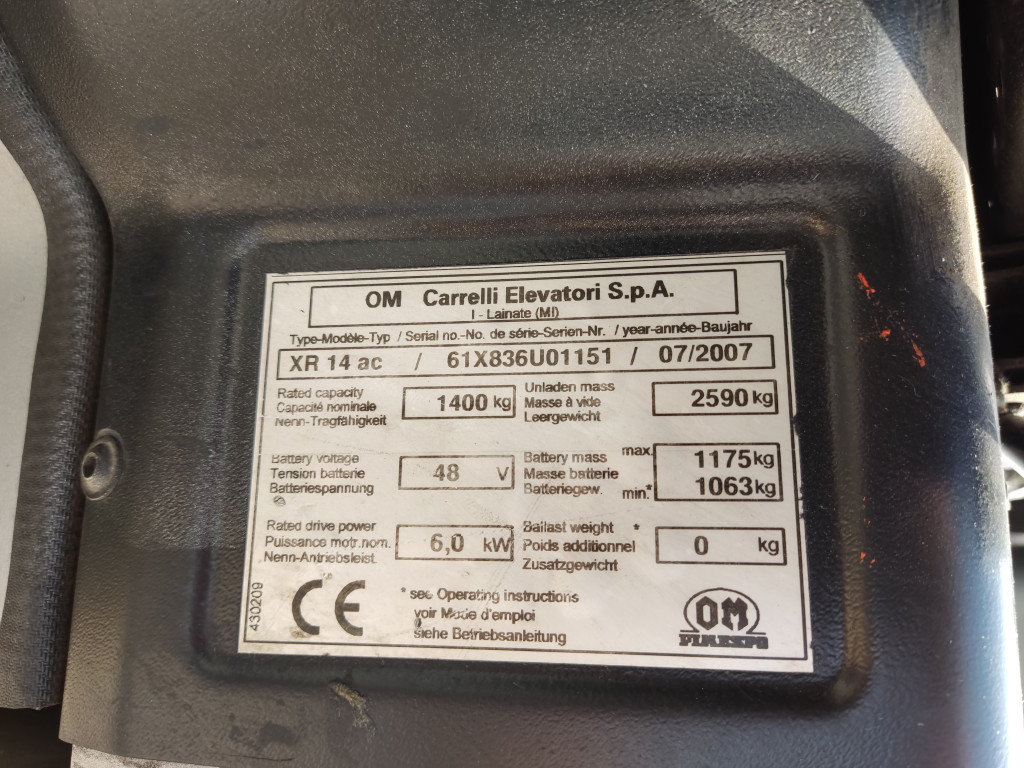 OM Carrelli Elevatori S.p.A.
I - Lainate (MI)
Type-Modèle-Typ / Serial no.-No. de série-Serien-Nr. / year-année-Baujahr
XR 14 ac / 61X836U01151 / 07/2007
Rated capacity
Capacité nominale
Nenn-Tragfähigkeit
1400 kg
Unladen mass
Masse à vide
Leergewicht
2590 kg
Battery voltage
Tension batterie
Batteriespannung
48 V
Battery mass max.
Masse batterie
Batteriegew. min.*
1175 kg
1063 kg
Rated drive power
Puissance motr.nom.
Nenn-Antriebsleist.
6,0 kW
Ballast weight *
Poids additionnel
Zusatzgewicht
0 kg
430209
CE
* see Operating instructions
voir Mode d'emploi
siehe Betriebsanleitung
OM
PIMESPO